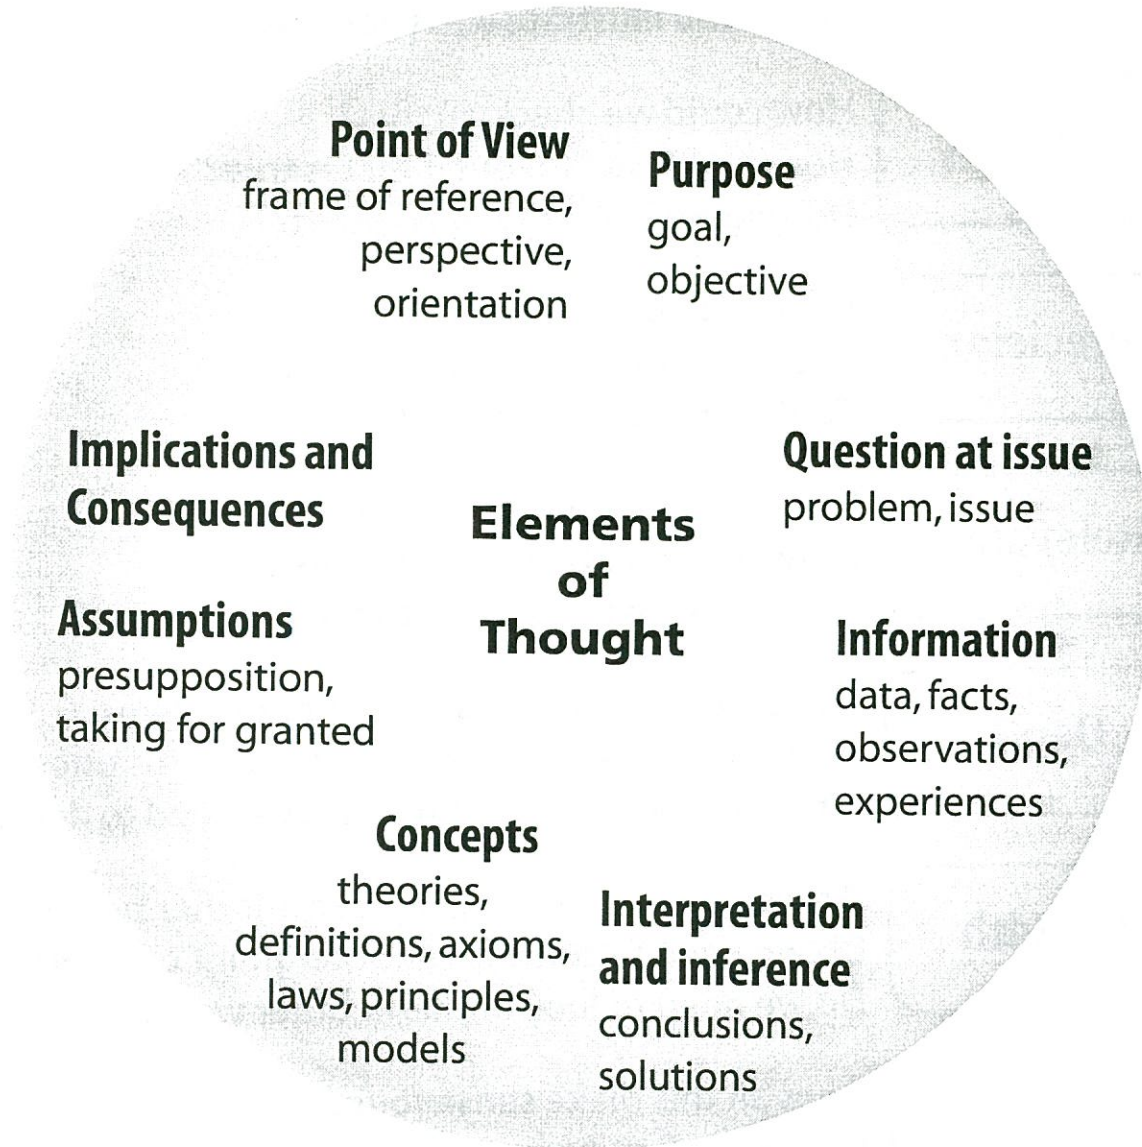 Point of View
frame of reference,
perspective,
orientation
Purpose
goal,
objective
Question at issue
problem, issue
Information
data, facts,
observations,
experiences
Interpretation
and inference
conclusions,
solutions
Concepts
theories,
definitions, axioms,
laws, principles,
models
Assumptions
presupposition,
taking for granted
Implications and
Consequences
Elements
of
Thought